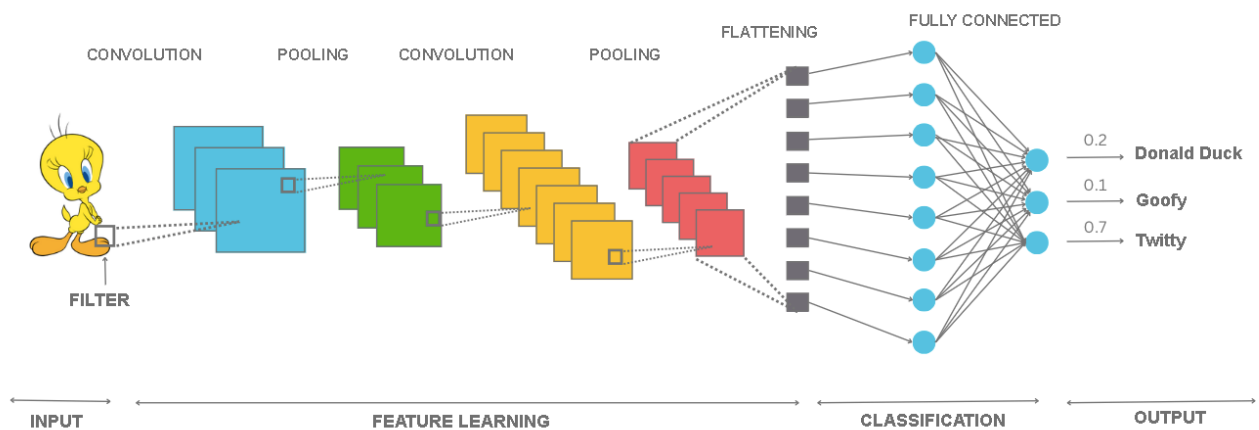 FULLY CONNECTED
FLATTENING
CONVOLUTION
POOLING
CONVOLUTION
POOLING
0.2
Donald Duck
0.1
Goofy
0.7
Twitty
FILTER
INPUT
FEATURE LEARNING
CLASSIFICATION
OUTPUT